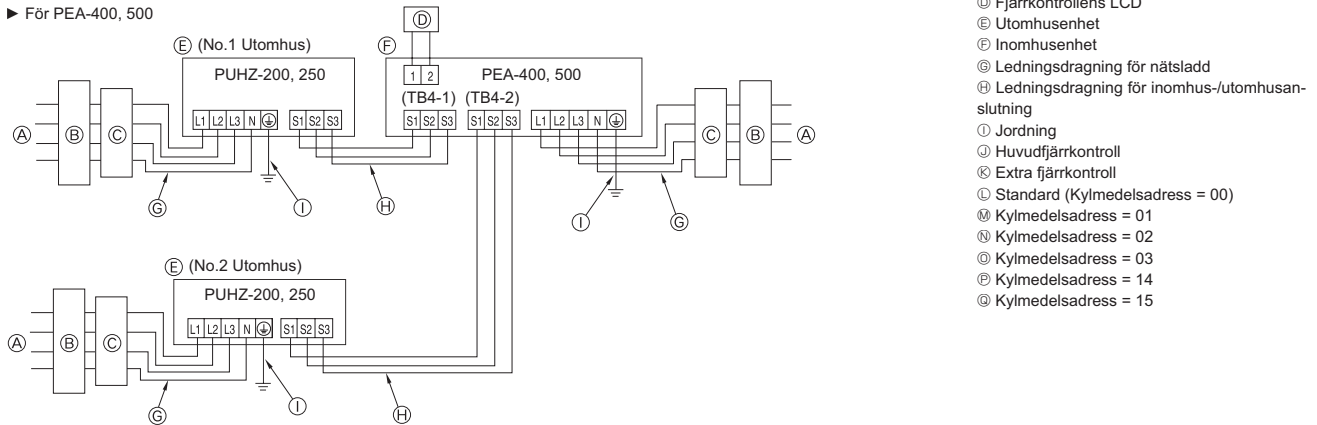 ► För PEA-400, 500
Ⓓ
Ⓔ (No.1 Utomhus)
Ⓕ
PUHZ-200, 250
1 2
PEA-400, 500
(TB4-1) (TB4-2)
L1 L2 L3 N S1 S2 S3
S1 S2 S3 S1 S2 S3 L1 L2 L3 N
Ⓐ Ⓑ Ⓒ
Ⓒ Ⓑ Ⓐ
Ⓖ Ⓘ Ⓗ Ⓘ Ⓖ
Ⓔ (No.2 Utomhus)
PUHZ-200, 250
L1 L2 L3 N S1 S2 S3
Ⓐ Ⓑ Ⓒ
Ⓖ Ⓘ Ⓗ
Ⓓ Fjärrkontrollens LCD
Ⓔ Utomhusenhet
Ⓕ Inomhusenhet
Ⓖ Ledningsdragning för nätsladd
Ⓗ Ledningsdragning för inomhus-/utomhusan-
slutning
Ⓘ Jordning
Ⓙ Huvudfjärrkontroll
Ⓚ Extra fjärrkontroll
Ⓛ Standard (Kylmedelsadress = 00)
Ⓜ Kylmedelsadress = 01
Ⓝ Kylmedelsadress = 02
Ⓞ Kylmedelsadress = 03
Ⓟ Kylmedelsadress = 14
Ⓠ Kylmedelsadress = 15